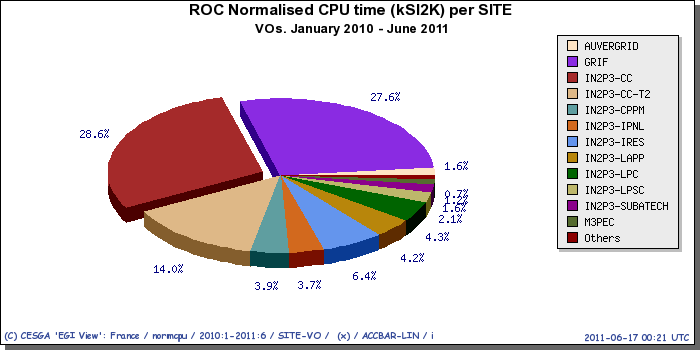 ROC Normalised CPU time (kSI2K) per SITE
VOs. January 2010 - June 2011
AUVERGRID
GRIF
IN2P3-CC
IN2P3-CC-T2
IN2P3-CPPM
IN2P3-IPNL
IN2P3-IRES
IN2P3-LAPP
IN2P3-LPC
IN2P3-LPSC
IN2P3-SUBATECH
M3PEC
Others
27.6%
28.6%
1.6%
0.7%
1.2%
1.6%
2.1%
4.3%
4.2%
6.4%
3.7%
3.9%
14.0%
(C) CESGA 'EGI View': France / normcpu / 2010:1-2011:6 / SITE-VO / (x) / ACCBAR-LIN / i
2011-06-17 00:21 UTC